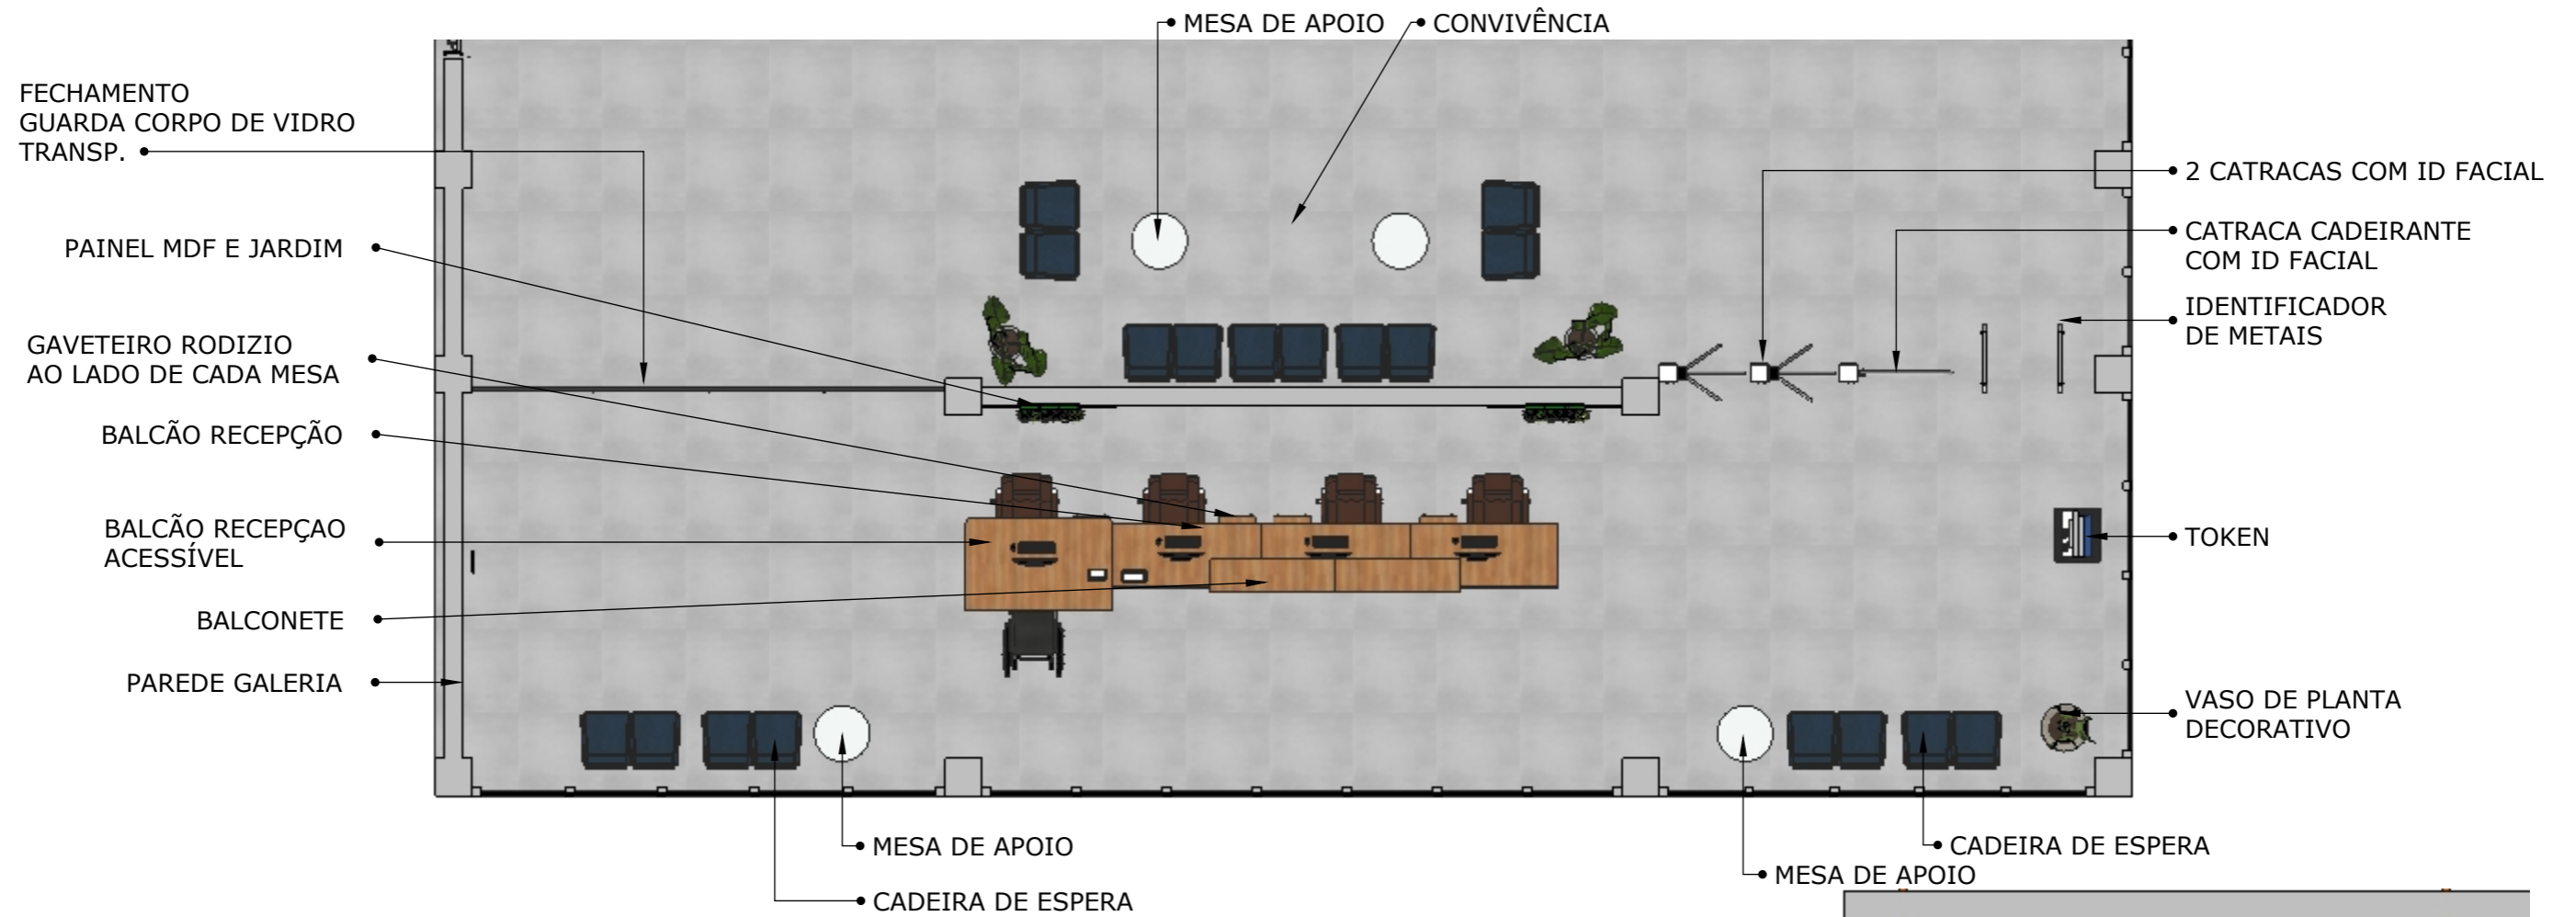 MESA DE APOIO
CONVIVÊNCIA
FECHAMENTO
GUARDA CORPO DE VIDRO
TRANSP.
PAINEL MDF E JARDIM
GAVETEIRO RODIZIO
AO LADO DE CADA MESA
BALCÃO RECEPÇÃO
BALCÃO RECEPÇAO
ACESSÍVEL
BALCONETE
PAREDE GALERIA
2 CATRACAS COM ID FACIAL
CATRACA CADEIRANTE
COM ID FACIAL
IDENTIFICADOR
DE METAIS
TOKEN
VASO DE PLANTA
DECORATIVO
MESA DE APOIO
CADEIRA DE ESPERA
CADEIRA DE ESPERA
MESA DE APOIO